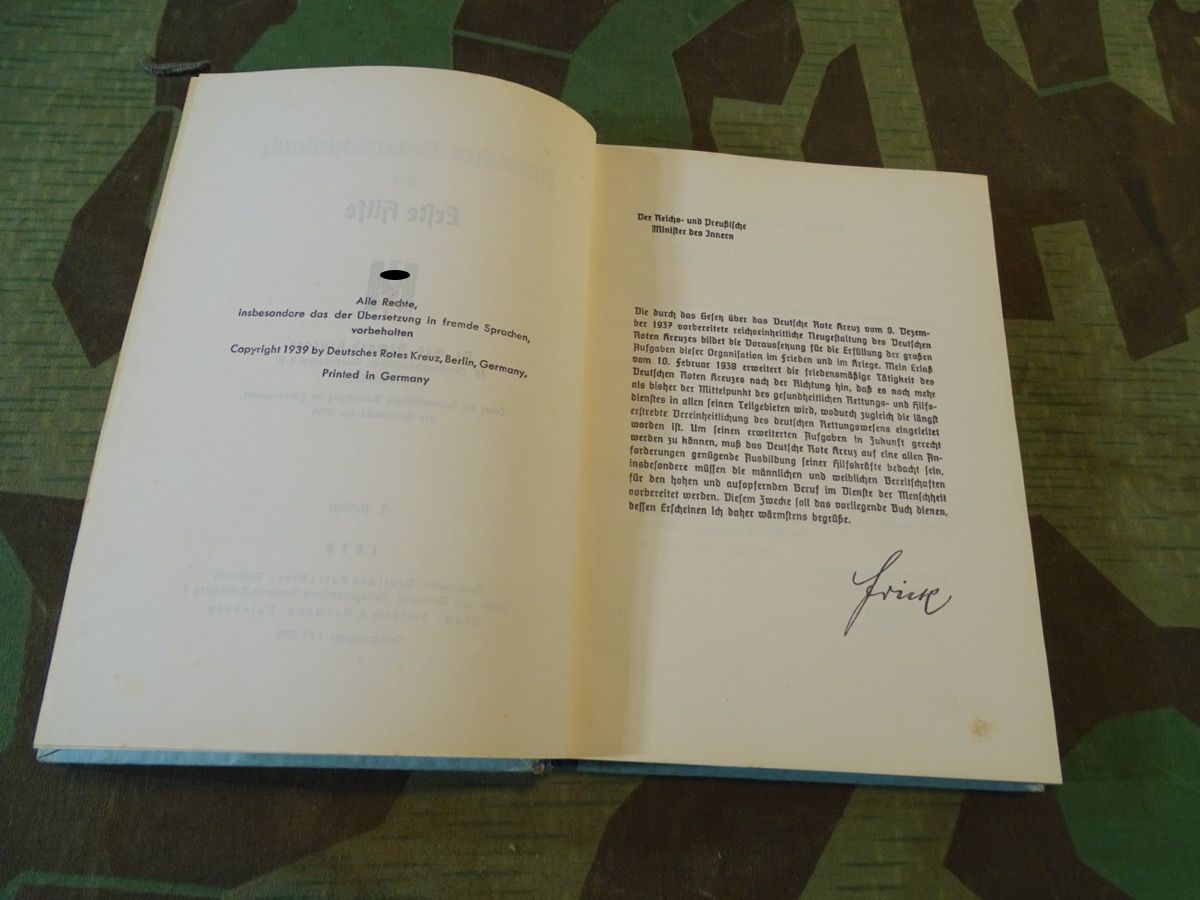 Alle Rechte,
insbesondere das der Übersetzung in fremde Sprachen,
vorbehalten
Copyright 1939 by Deutsches Rotes Kreuz, Berlin, Germany,
Printed in Germany
Der Reichs- und Preußische
Minister des Innern
Die durch das Gesetz über das Deutsche Rote Kreuz vom 9. Dezem-
ber 1937 vorbereitete reichseinheitliche Neugestaltung des Deutschen
Roten Kreuzes bildet die Voraussetzung für die Erfüllung der großen
Aufgaben dieser Organisation im Frieden und im Kriege. Mein Erlaß
vom 10. Februar 1938 erweitert die friedensmäßige Tätigkeit des
Deutschen Roten Kreuzes nach der Richtung hin, daß es noch mehr
als bisher der Mittelpunkt des gesundheitlichen Rettungs- und Hilfs-
dienstes in allen seinen Teilgebieten wird, wodurch zugleich die längst
erstrebte Vereinheitlichung des deutschen Rettungswesens eingeleitet
worden ist. Um seinen erweiterten Aufgaben in Zukunft gerecht
werden zu können, muß das Deutsche Rote Kreuz auf eine allen An-
forderungen genügende Ausbildung seiner Hilfskräfte bedacht sein,
insbesondere müssen die männlichen und weiblichen Bereitschaften
für den hohen und aufopfernden Beruf im Dienste der Menschheit
vorbereitet werden. Diesem Zwecke soll das vorliegende Buch dienen,
dessen Erscheinen ich daher wärmstens begrüße.
Frick